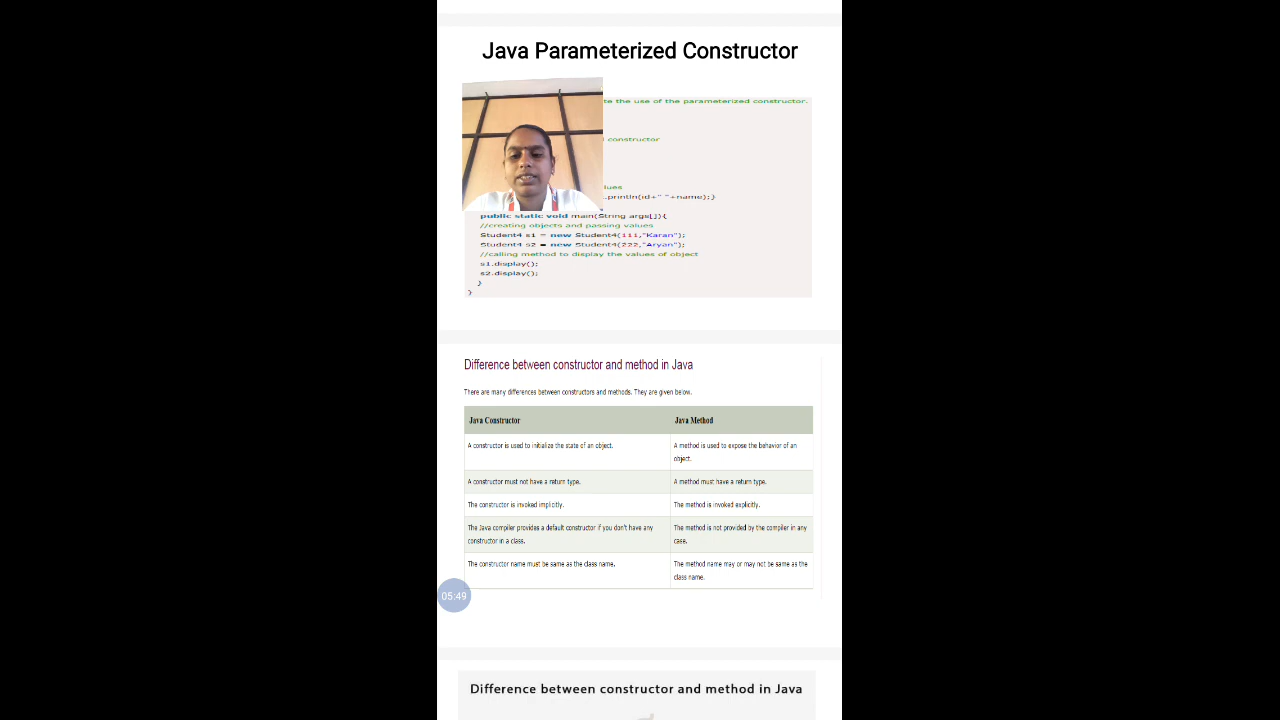 Java Parameterized Constructor
te the use of the parameterized constructor.
constructor
lues
.println(id+" "+name);}
public static void main(String args[]){
//creating objects and passing values
Student4 s1 = new Student4(111,"Karan");
Student4 s2 = new Student4(222,"Aryan");
//calling method to display the values of object
s1.display();
s2.display();
}
}
Difference between constructor and method in Java
There are many differences between constructors and methods. They are given below.
Java Constructor
Java Method
A constructor is used to initialize the state of an object.
A method is used to expose the behavior of an
object.
A constructor must not have a return type.
A method must have a return type.
The constructor is invoked implicitly.
The method is invoked explicitly.
The Java compiler provides a default constructor if you don't have any
constructor in a class.
The method is not provided by the compiler in any
case.
The constructor name must be same as the class name.
The method name may or may not be same as the
class name.
05:49
Difference between constructor and method in Java